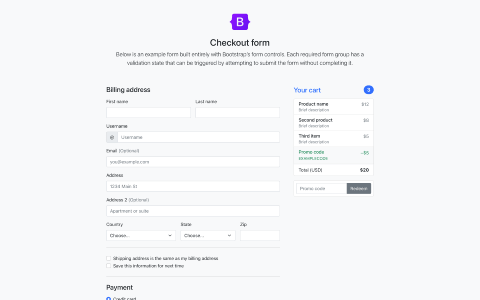 B
Checkout form
Below is an example form built entirely with Bootstrap's form controls. Each required form group has a
validation state that can be triggered by attempting to submit the form without completing it.
Billing address
First name Last name
Username
@ Username
Email (Optional)
you@example.com
Address
1234 Main St
Address 2 (Optional)
Apartment or suite
Country State Zip
Choose... Choose...
Shipping address is the same as my billing address
Save this information for next time
Payment
Credit card
Your cart 3
Product name $12
Brief description
Second product $8
Brief description
Third item $5
Brief description
Promo code −$5
EXAMPLECODE
Total (USD) $20
Promo code Redeem